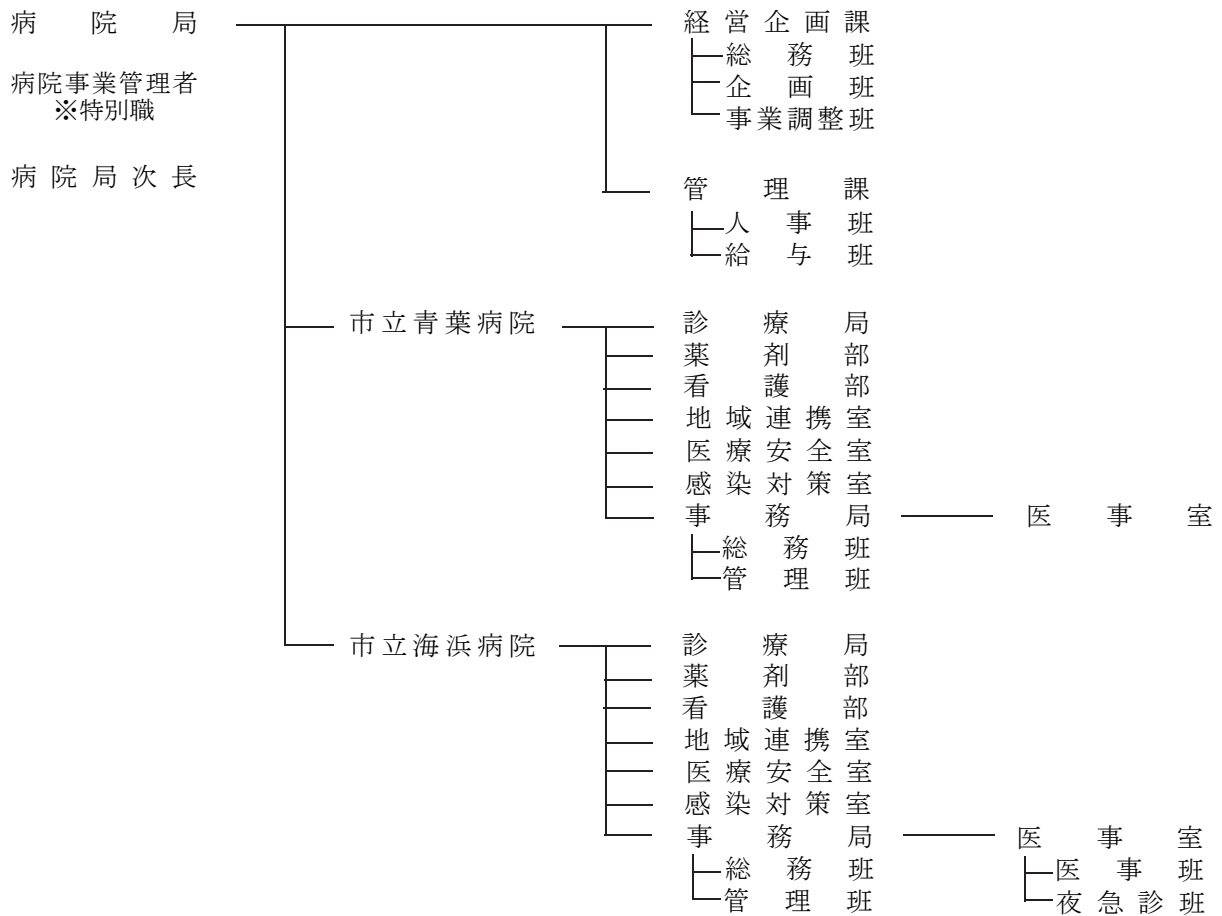 病院局
経営企画課
総務班
病院事業管理者
企画班
※特別職
事業調整班
病院局次長
管理課
人事班
給与班
市立青葉病院
診療局
薬剤部
看護部
地域連携室
医療安全室
感染対策室
事務局
医事室
総務班
管理班
市立海浜病院
診療局
薬剤部
看護部
地域連携室
医療安全室
感染対策室
事務局
医事室
総務班
医事班
管理班
夜急診班